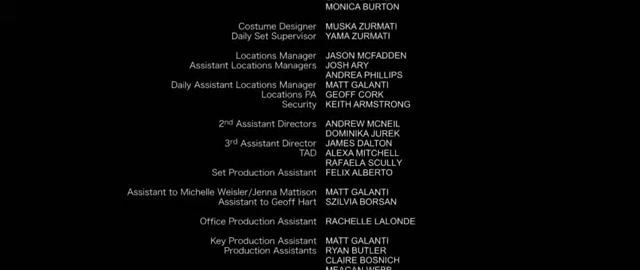 MONICA BURTON
Costume Designer MUSKA ZURMATI
Daily Set Supervisor YAMA ZURMATI
Locations Manager JASON MCFADDEN
Assistant Locations Managers JOSH ARY
ANDREA PHILLIPS
Daily Assistant Locations Manager MATT GALANTI
Locations PA GEOFF CORK
Security KEITH ARMSTRONG
2nd Assistant Directors ANDREW MCNEIL
DOMINIKA JUREK
3rd Assistant Director JAMES DALTON
TAD ALEXA MITCHELL
RAFAELA SCULLY
Set Production Assistant FELIX ALBERTO
Assistant to Michelle Weisler/Jenna Mattison MATT GALANTI
Assistant to Geoff Hart SZILVIA BORSAN
Office Production Assistant RACHELLE LALONDE
Key Production Assistant MATT GALANTI
Production Assistants RYAN BUTLER
CLAIRE BOSNICH
MEAGAN WEBB